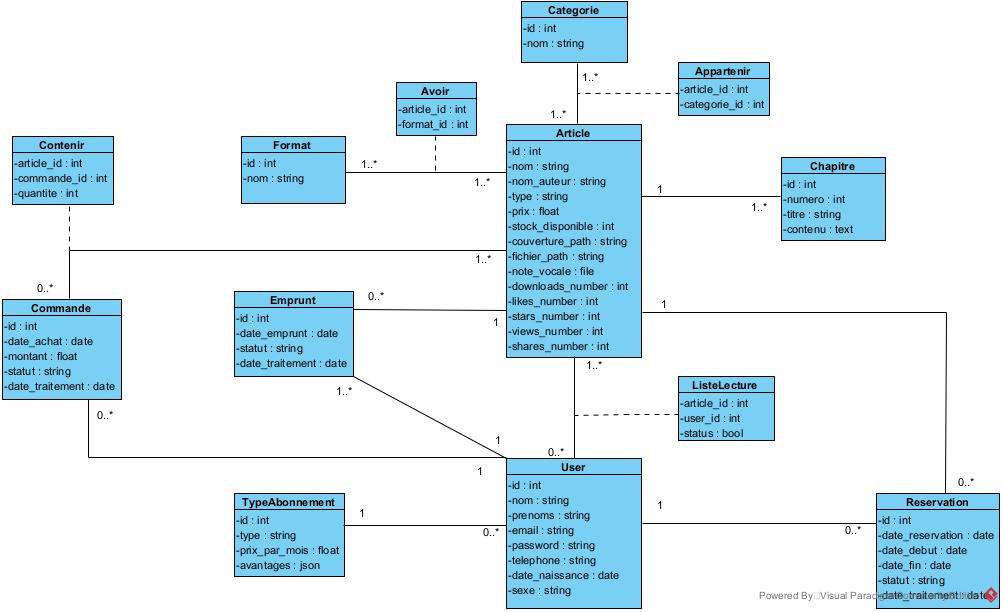 Categorie
-id : int
-nom : string
1..*
1..*
Appartenir
-article_id : int
-categorie_id : int
Avoir
-article_id : int
-format_id : int
Contenir
-article_id : int
-commande_id : int
-quantite : int
Format
-id : int
-nom : string
1..*
1..*
Article
-id : int
-nom : string
-nom_auteur : string
-type : string
-prix : float
-stock_disponible : int
-couverture_path : string
-fichier_path : string
-note_vocale : file
-downloads_number : int
-likes_number : int
-stars_number : int
-views_number : int
-shares_number : int
Chapitre
-id : int
-numero : int
-titre : string
-contenu : text
1
1..*
1..*
0..*
Commande
-id : int
-date_achat : date
-montant : float
-statut : string
-date_traitement : date
Emprunt
-id : int
-date_emprunt : date
-statut : string
-date_traitement : date
0..*
1
1
1..*
1..*
ListeLecture
-article_id : int
-user_id : int
-status : bool
0..*
1
0..*
1
User
-id : int
-nom : string
-prenoms : string
-email : string
-password : string
-telephone : string
-date_naissance : date
-sexe : string
TypeAbonnement
-id : int
-type : string
-prix_par_mois : float
-avantages : json
1
0..*
1
0..*
0..*
Reservation
-id : int
-date_reservation : date
-date_debut : date
-date_fin : date
-statut : string
-date_traitement : date
Powered By Visual Paradigm